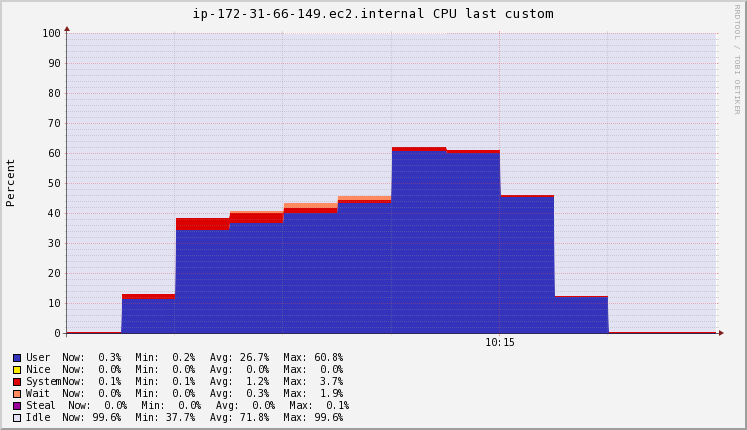 ip-172-31-66-149.ec2.internal CPU last custom
RRDTOOL / TOBI OETIKER
Percent
100
90
80
70
60
50
40
30
20
10
0
10:15
User Now: 0.3% Min: 0.2% Avg: 26.7% Max: 60.8%
Nice Now: 0.0% Min: 0.0% Avg: 0.0% Max: 0.0%
System Now: 0.1% Min: 0.1% Avg: 1.2% Max: 3.7%
Wait Now: 0.0% Min: 0.0% Avg: 0.3% Max: 1.9%
Steal Now: 0.0% Min: 0.0% Avg: 0.0% Max: 0.1%
Idle Now: 99.6% Min: 37.7% Avg: 71.8% Max: 99.6%